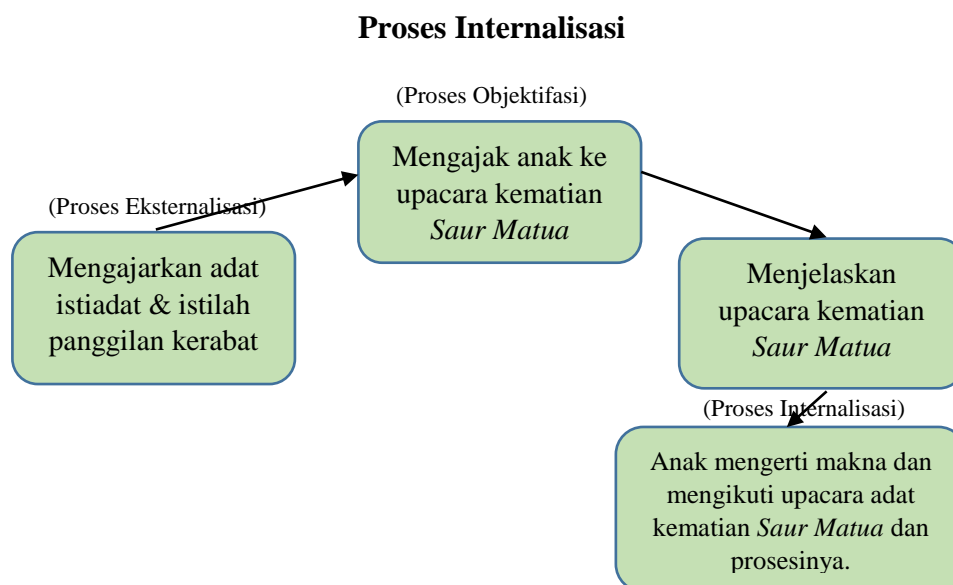 Proses Internalisasi
(Proses Objektifasi)
Mengajak anak ke
upacara kematian
Saur Matua
(Proses Eksternalisasi)
Mengajarkan adat
istiadat & istilah
panggilan kerabat
Menjelaskan
upacara kematian
Saur Matua
(Proses Internalisasi)
Anak mengerti makna dan
mengikuti upacara adat
kematian Saur Matua dan
prosesinya.